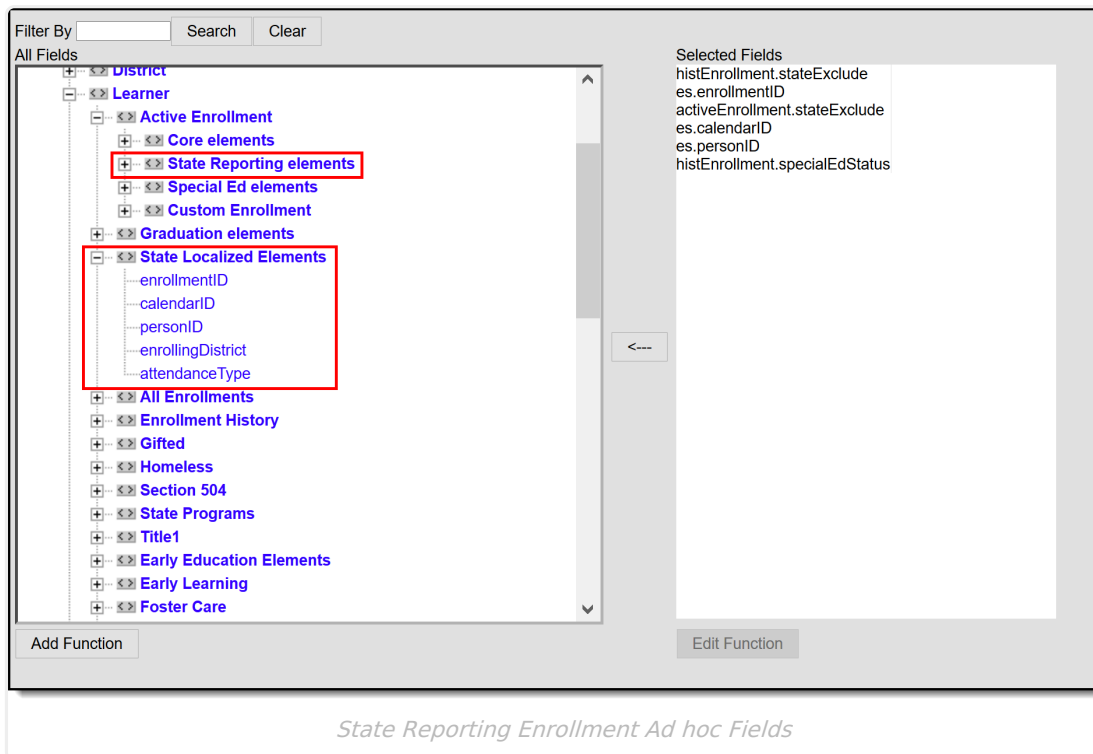 Filter By Search Clear
All Fields
District
Learner
Active Enrollment
Core elements
State Reporting elements
Special Ed elements
Custom Enrollment
Graduation elements
State Localized Elements
enrollmentID
calendarID
personID
enrollingDistrict
attendanceType
All Enrollments
Enrollment History
Gifted
Homeless
Section 504
State Programs
Title1
Early Education Elements
Early Learning
Foster Care
Add Function
<---
Selected Fields
histEnrollment.stateExclude
es.enrollmentID
activeEnrollment.stateExclude
es.calendarID
es.personID
histEnrollment.specialEdStatus
Edit Function
State Reporting Enrollment Ad hoc Fields